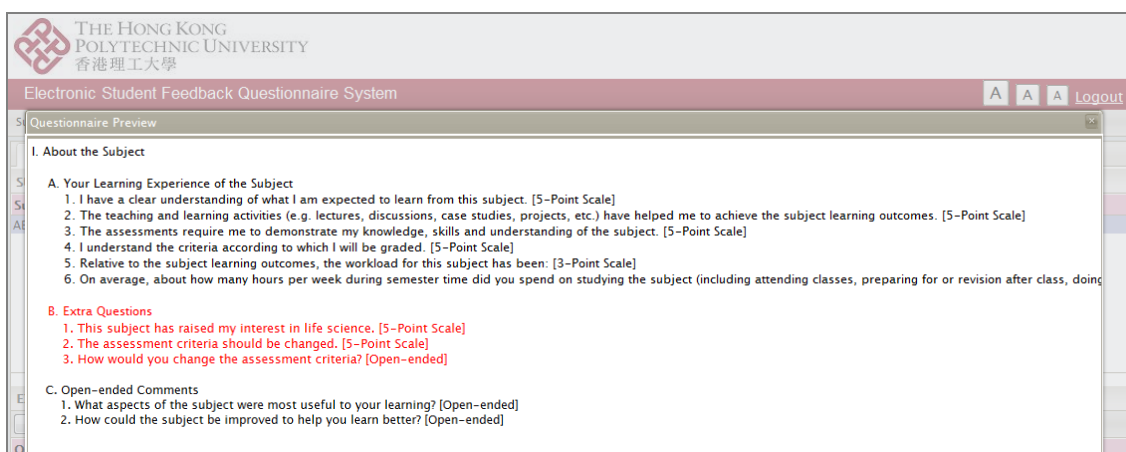 THE HONG KONG
POLYTECHNIC UNIVERSITY
香港理工大學
Electronic Student Feedback Questionnaire System
A A A Logout
Questionnaire Preview
I. About the Subject
A. Your Learning Experience of the Subject
1. I have a clear understanding of what I am expected to learn from this subject. [5-Point Scale]
2. The teaching and learning activities (e.g. lectures, discussions, case studies, projects, etc.) have helped me to achieve the subject learning outcomes. [5-Point Scale]
3. The assessments require me to demonstrate my knowledge, skills and understanding of the subject. [5-Point Scale]
4. I understand the criteria according to which I will be graded. [5-Point Scale]
5. Relative to the subject learning outcomes, the workload for this subject has been: [3-Point Scale]
6. On average, about how many hours per week during semester time did you spend on studying the subject (including attending classes, preparing for or revision after class, doing
B. Extra Questions
1. This subject has raised my interest in life science. [5-Point Scale]
2. The assessment criteria should be changed. [5-Point Scale]
3. How would you change the assessment criteria? [Open-ended]
C. Open-ended Comments
1. What aspects of the subject were most useful to your learning? [Open-ended]
2. How could the subject be improved to help you learn better? [Open-ended]